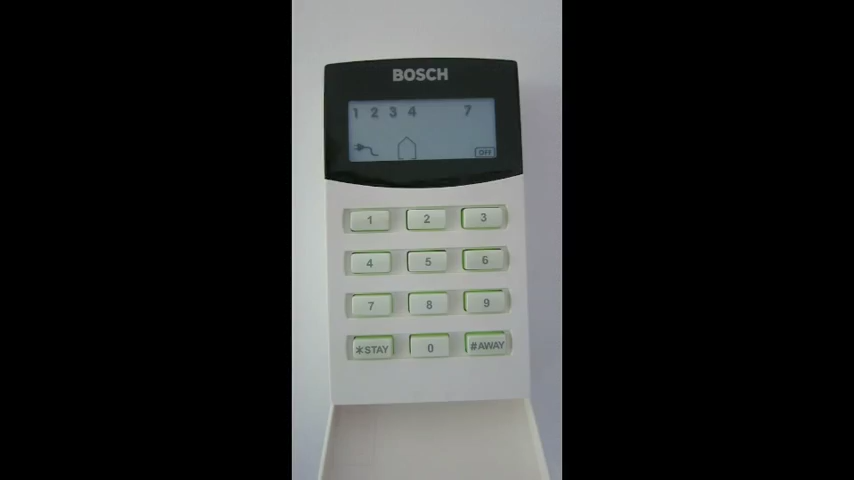 BOSCH
1 2 3 4 7
OFF
1 2 3
4 5 6
7 8 9
*STAY 0 #AWAY